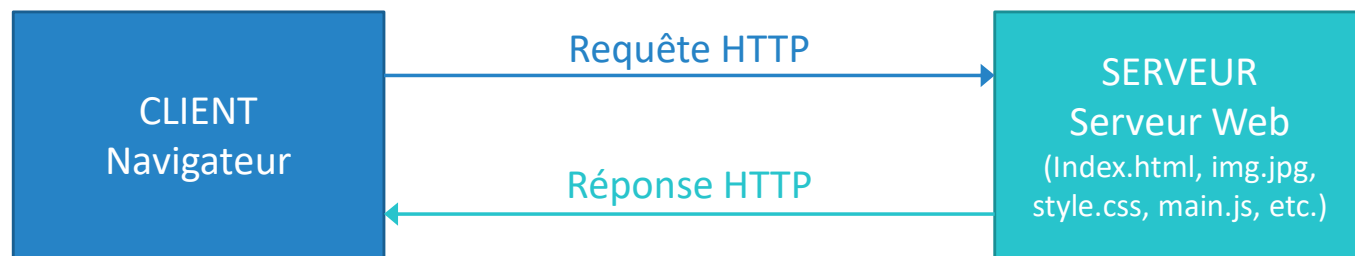 CLIENT
Navigateur
Requête HTTP
Réponse HTTP
SERVEUR
Serveur Web
(Index.html, img.jpg,
style.css, main.js, etc.)